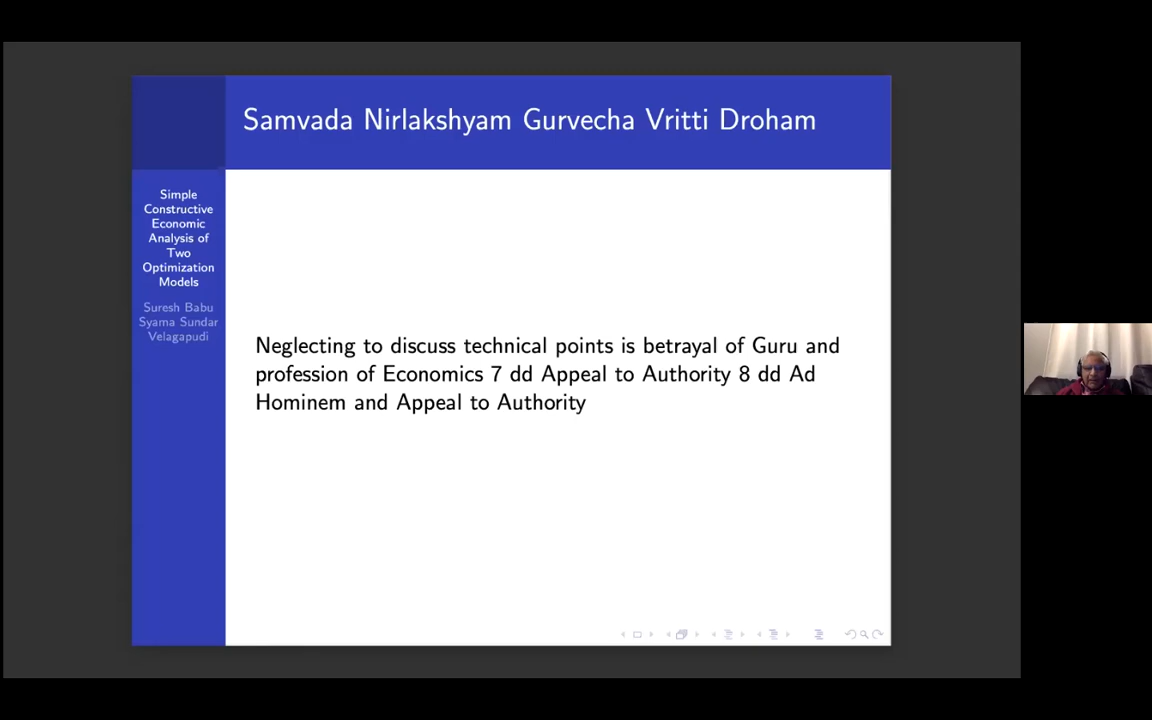 Samvada Nirlakshyam Gurvecha Vritti Droham
Simple
Constructive
Economic
Analysis of
Two
Optimization
Models
Suresh Babu
Syama Sundar
Velagapudi
Neglecting to discuss technical points is betrayal of Guru and
profession of Economics 7 dd Appeal to Authority 8 dd Ad
Hominem and Appeal to Authority